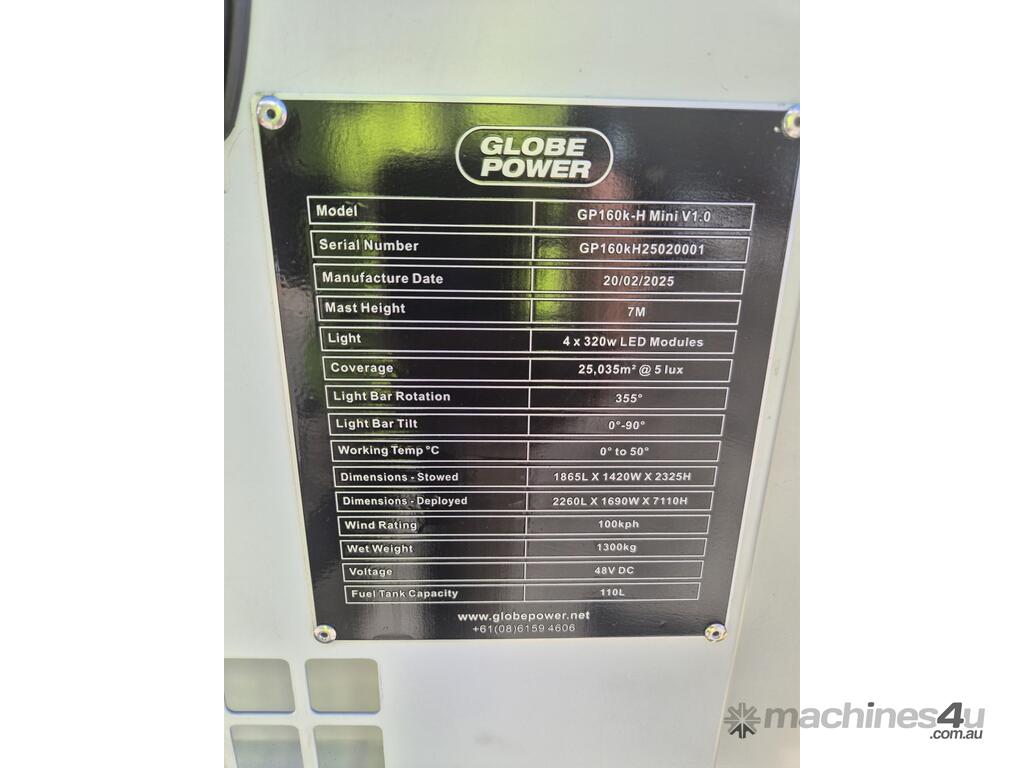 GLOBE
POWER
Model GP160k-H Mini V1.0
Serial Number GP160kH25020001
Manufacture Date 20/02/2025
Mast Height 7M
Light 4 x 320w LED Modules
Coverage 25,035m² @ 5 lux
Light Bar Rotation 355°
Light Bar Tilt 0°-90°
Working Temp °C 0° to 50°
Dimensions - Stowed 1865L X 1420W X 2325H
Dimensions - Deployed 2260L X 1690W X 7110H
Wind Rating 100kph
Wet Weight 1300kg
Voltage 48V DC
Fuel Tank Capacity 110L
www.globepower.net
+61(08)6159 4606
machines4u
.com.au